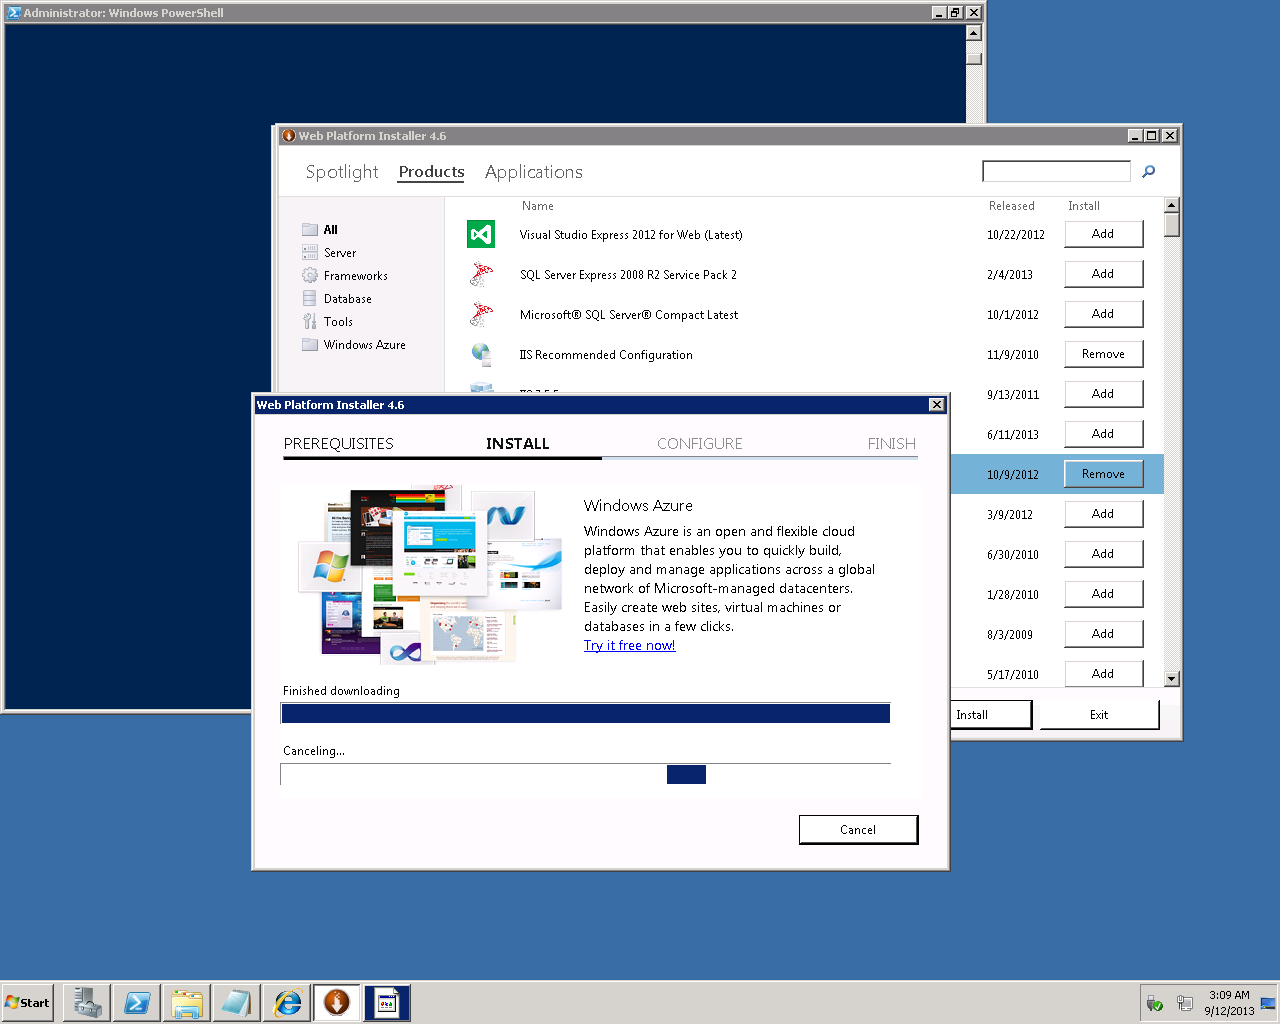 Administrator: Windows PowerShell
Web Platform Installer 4.6
Spotlight Products Applications
Name Released Install
All
Server
Frameworks
Database
Tools
Windows Azure
Visual Studio Express 2012 for Web (Latest) 10/22/2012 Add
SQL Server Express 2008 R2 Service Pack 2 2/4/2013 Add
Microsoft® SQL Server® Compact Latest 10/1/2012 Add
IIS Recommended Configuration 11/9/2010 Remove
9/13/2011 Add
6/11/2013 Add
10/9/2012 Remove
3/9/2012 Add
6/30/2010 Add
1/28/2010 Add
8/3/2009 Add
5/17/2010 Add
Install Exit
Web Platform Installer 4.6
PREREQUISITES INSTALL CONFIGURE FINISH
Windows Azure
Windows Azure is an open and flexible cloud
platform that enables you to quickly build,
deploy and manage applications across a global
network of Microsoft-managed datacenters.
Easily create web sites, virtual machines or
databases in a few clicks.
Try it free now!
Finished downloading
Canceling...
Cancel
Start
3:09 AM
9/12/2013